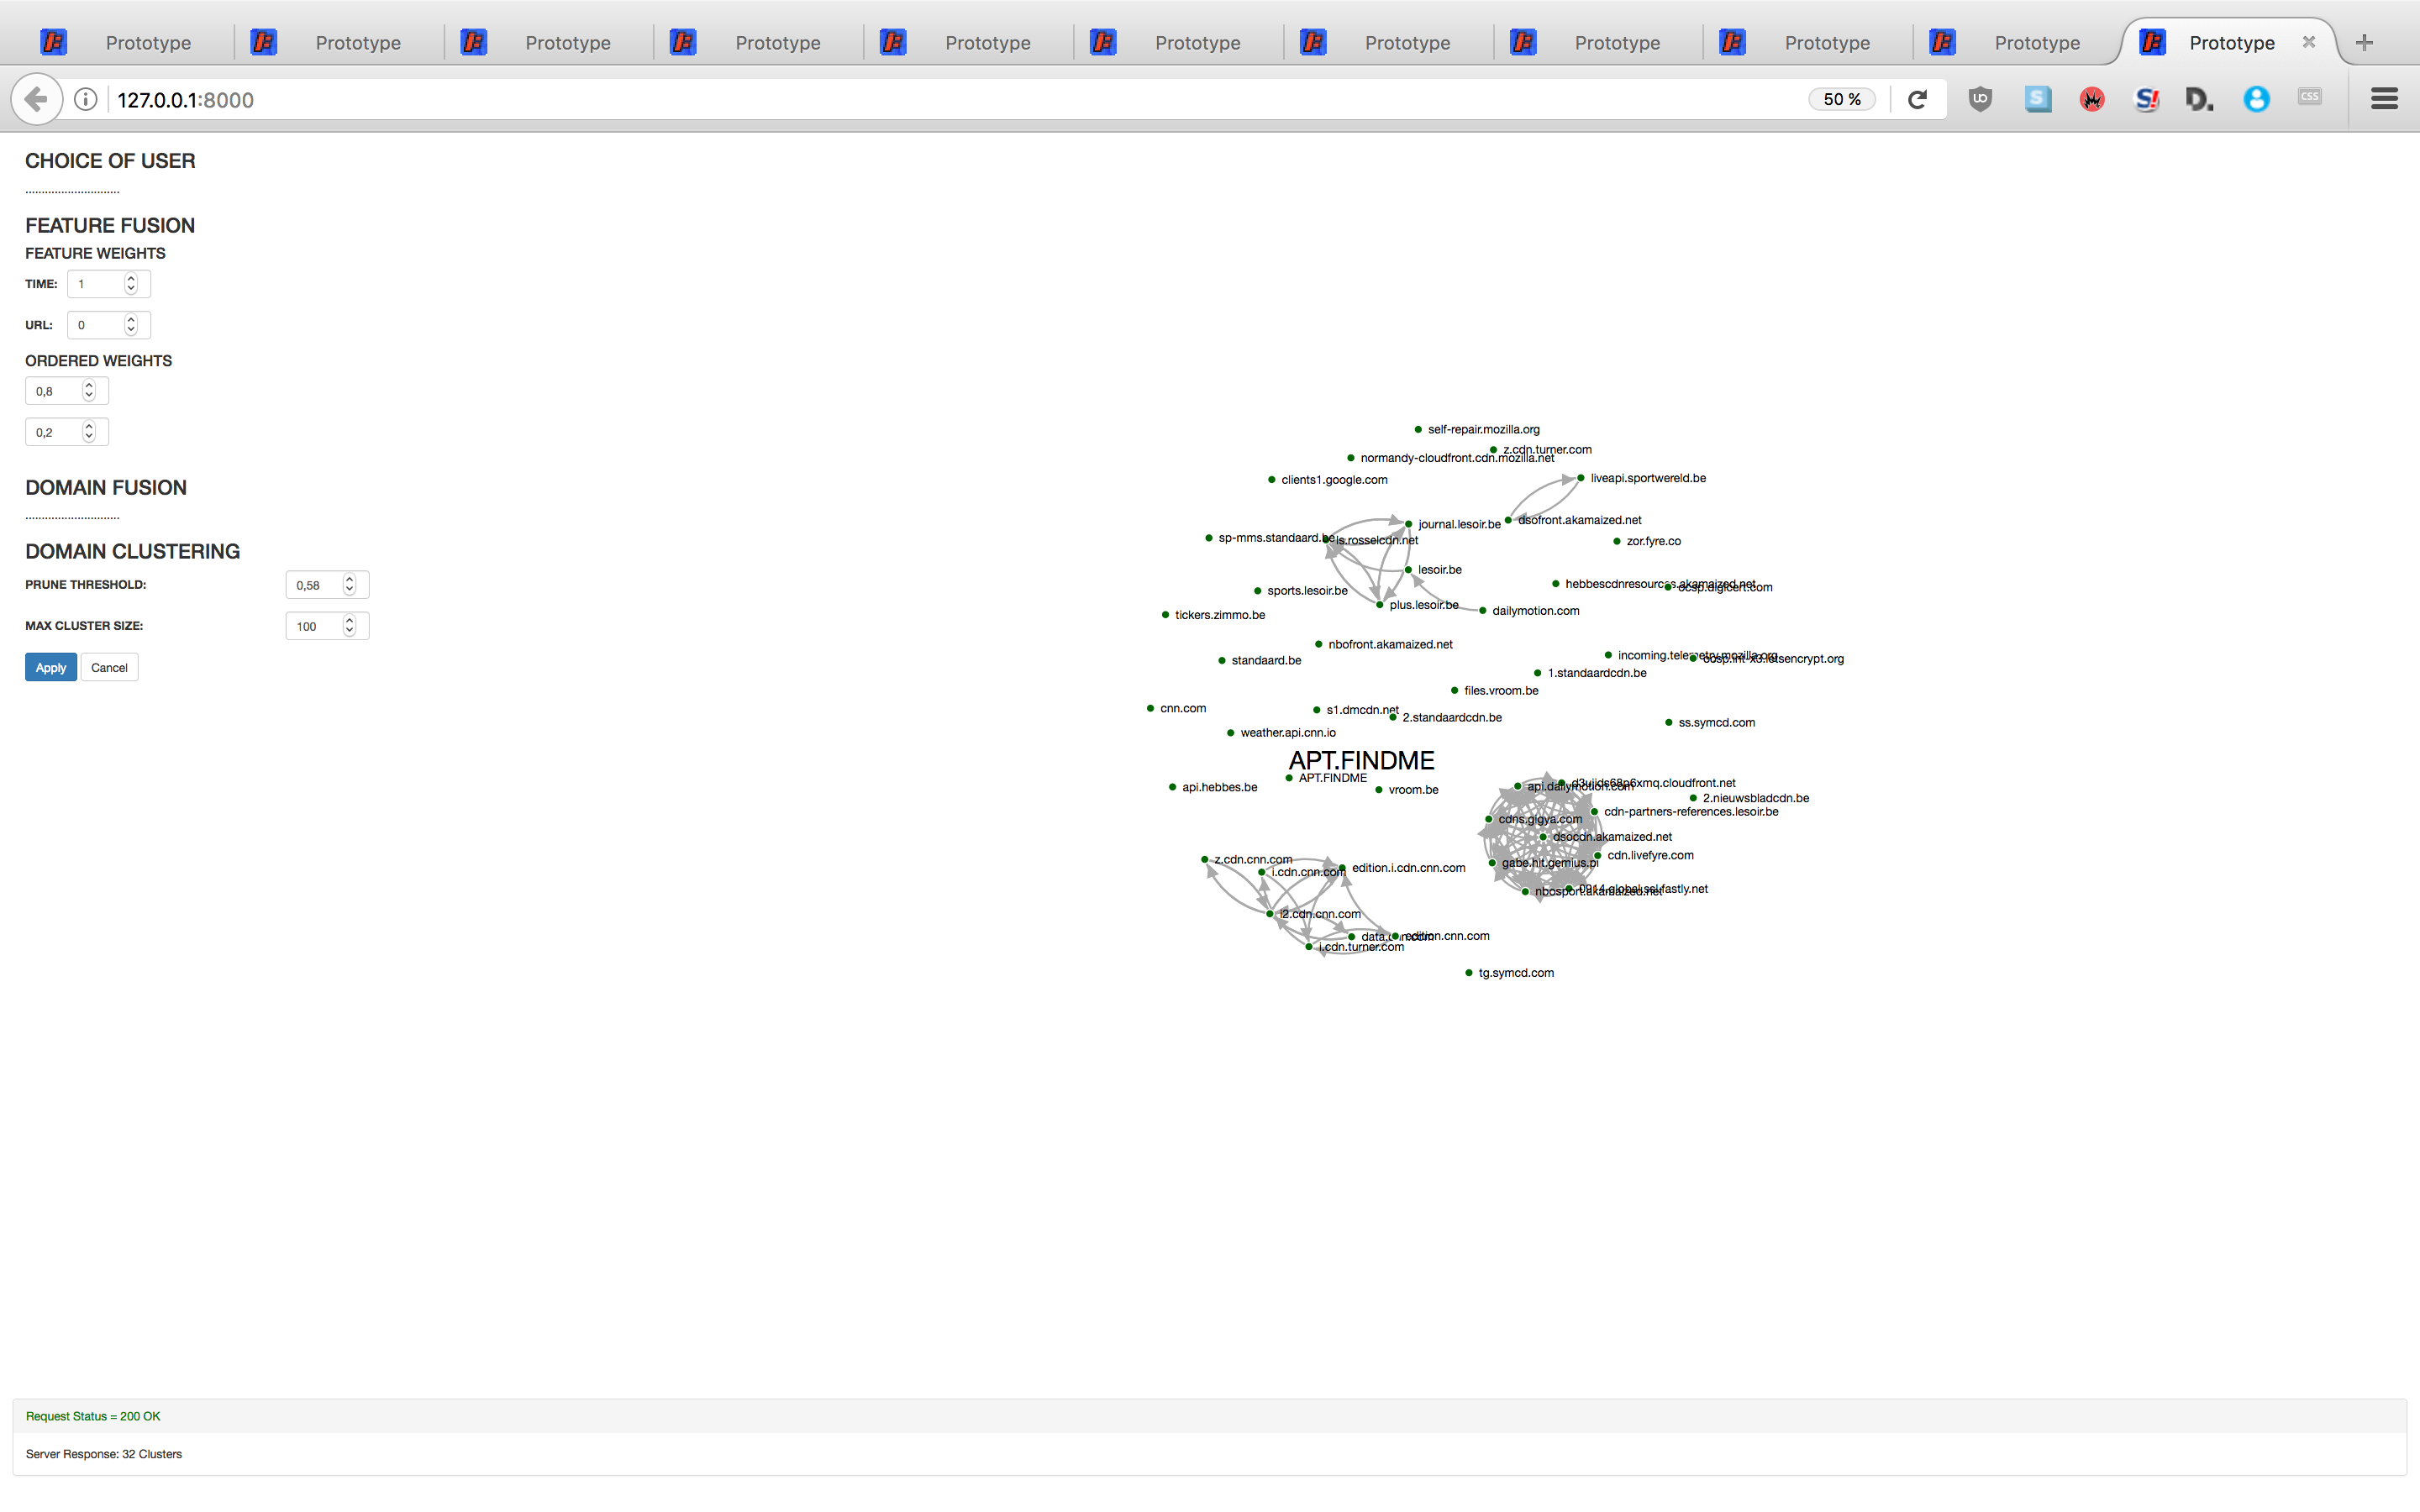 Prototype
Prototype
Prototype
Prototype
Prototype
Prototype
Prototype
Prototype
Prototype
Prototype
Prototype
127.0.0.1:8000
50 %
CHOICE OF USER
.............................
FEATURE FUSION
FEATURE WEIGHTS
TIME: 1
URL: 0
ORDERED WEIGHTS
0,8
0,2
DOMAIN FUSION
.............................
DOMAIN CLUSTERING
PRUNE THRESHOLD: 0,58
MAX CLUSTER SIZE: 100
Apply Cancel
self-repair.mozilla.org
z.cdn.turner.com
normandy-cloudfront.cdn.mozilla.net
clients1.google.com
liveapi.sportwereld.be
dsofront.akamaized.net
journal.lesoir.be
sp-mms.standaard.be
ls.rosselcdn.net
zor.fyre.co
lesoir.be
hebbescdnresources.akamaized.net
ocsp.digicert.com
sports.lesoir.be
plus.lesoir.be
dailymotion.com
tickers.zimmo.be
nbofront.akamaized.net
incoming.telemetry.mozilla.org
ocsp.int-x3.letsencrypt.org
standaard.be
1.standaardcdn.be
files.vroom.be
cnn.com
s1.dmcdn.net
2.standaardcdn.be
ss.symcd.com
weather.api.cnn.io
APT.FINDME
APT.FINDME
api.hebbes.be
vroom.be
api.dailymotion.com
2.nieuwsbladcdn.be
cdn-partners-references.lesoir.be
cdns.gigya.com
dsocdn.akamaized.net
cdn.livefyre.com
gabe.hit.gemius.pl
nbosport.akamaized.net
z.cdn.cnn.com
edition.i.cdn.cnn.com
i.cdn.cnn.com
i2.cdn.cnn.com
data.cnn.com
edition.cnn.com
i.cdn.turner.com
tg.symcd.com
Request Status = 200 OK
Server Response: 32 Clusters